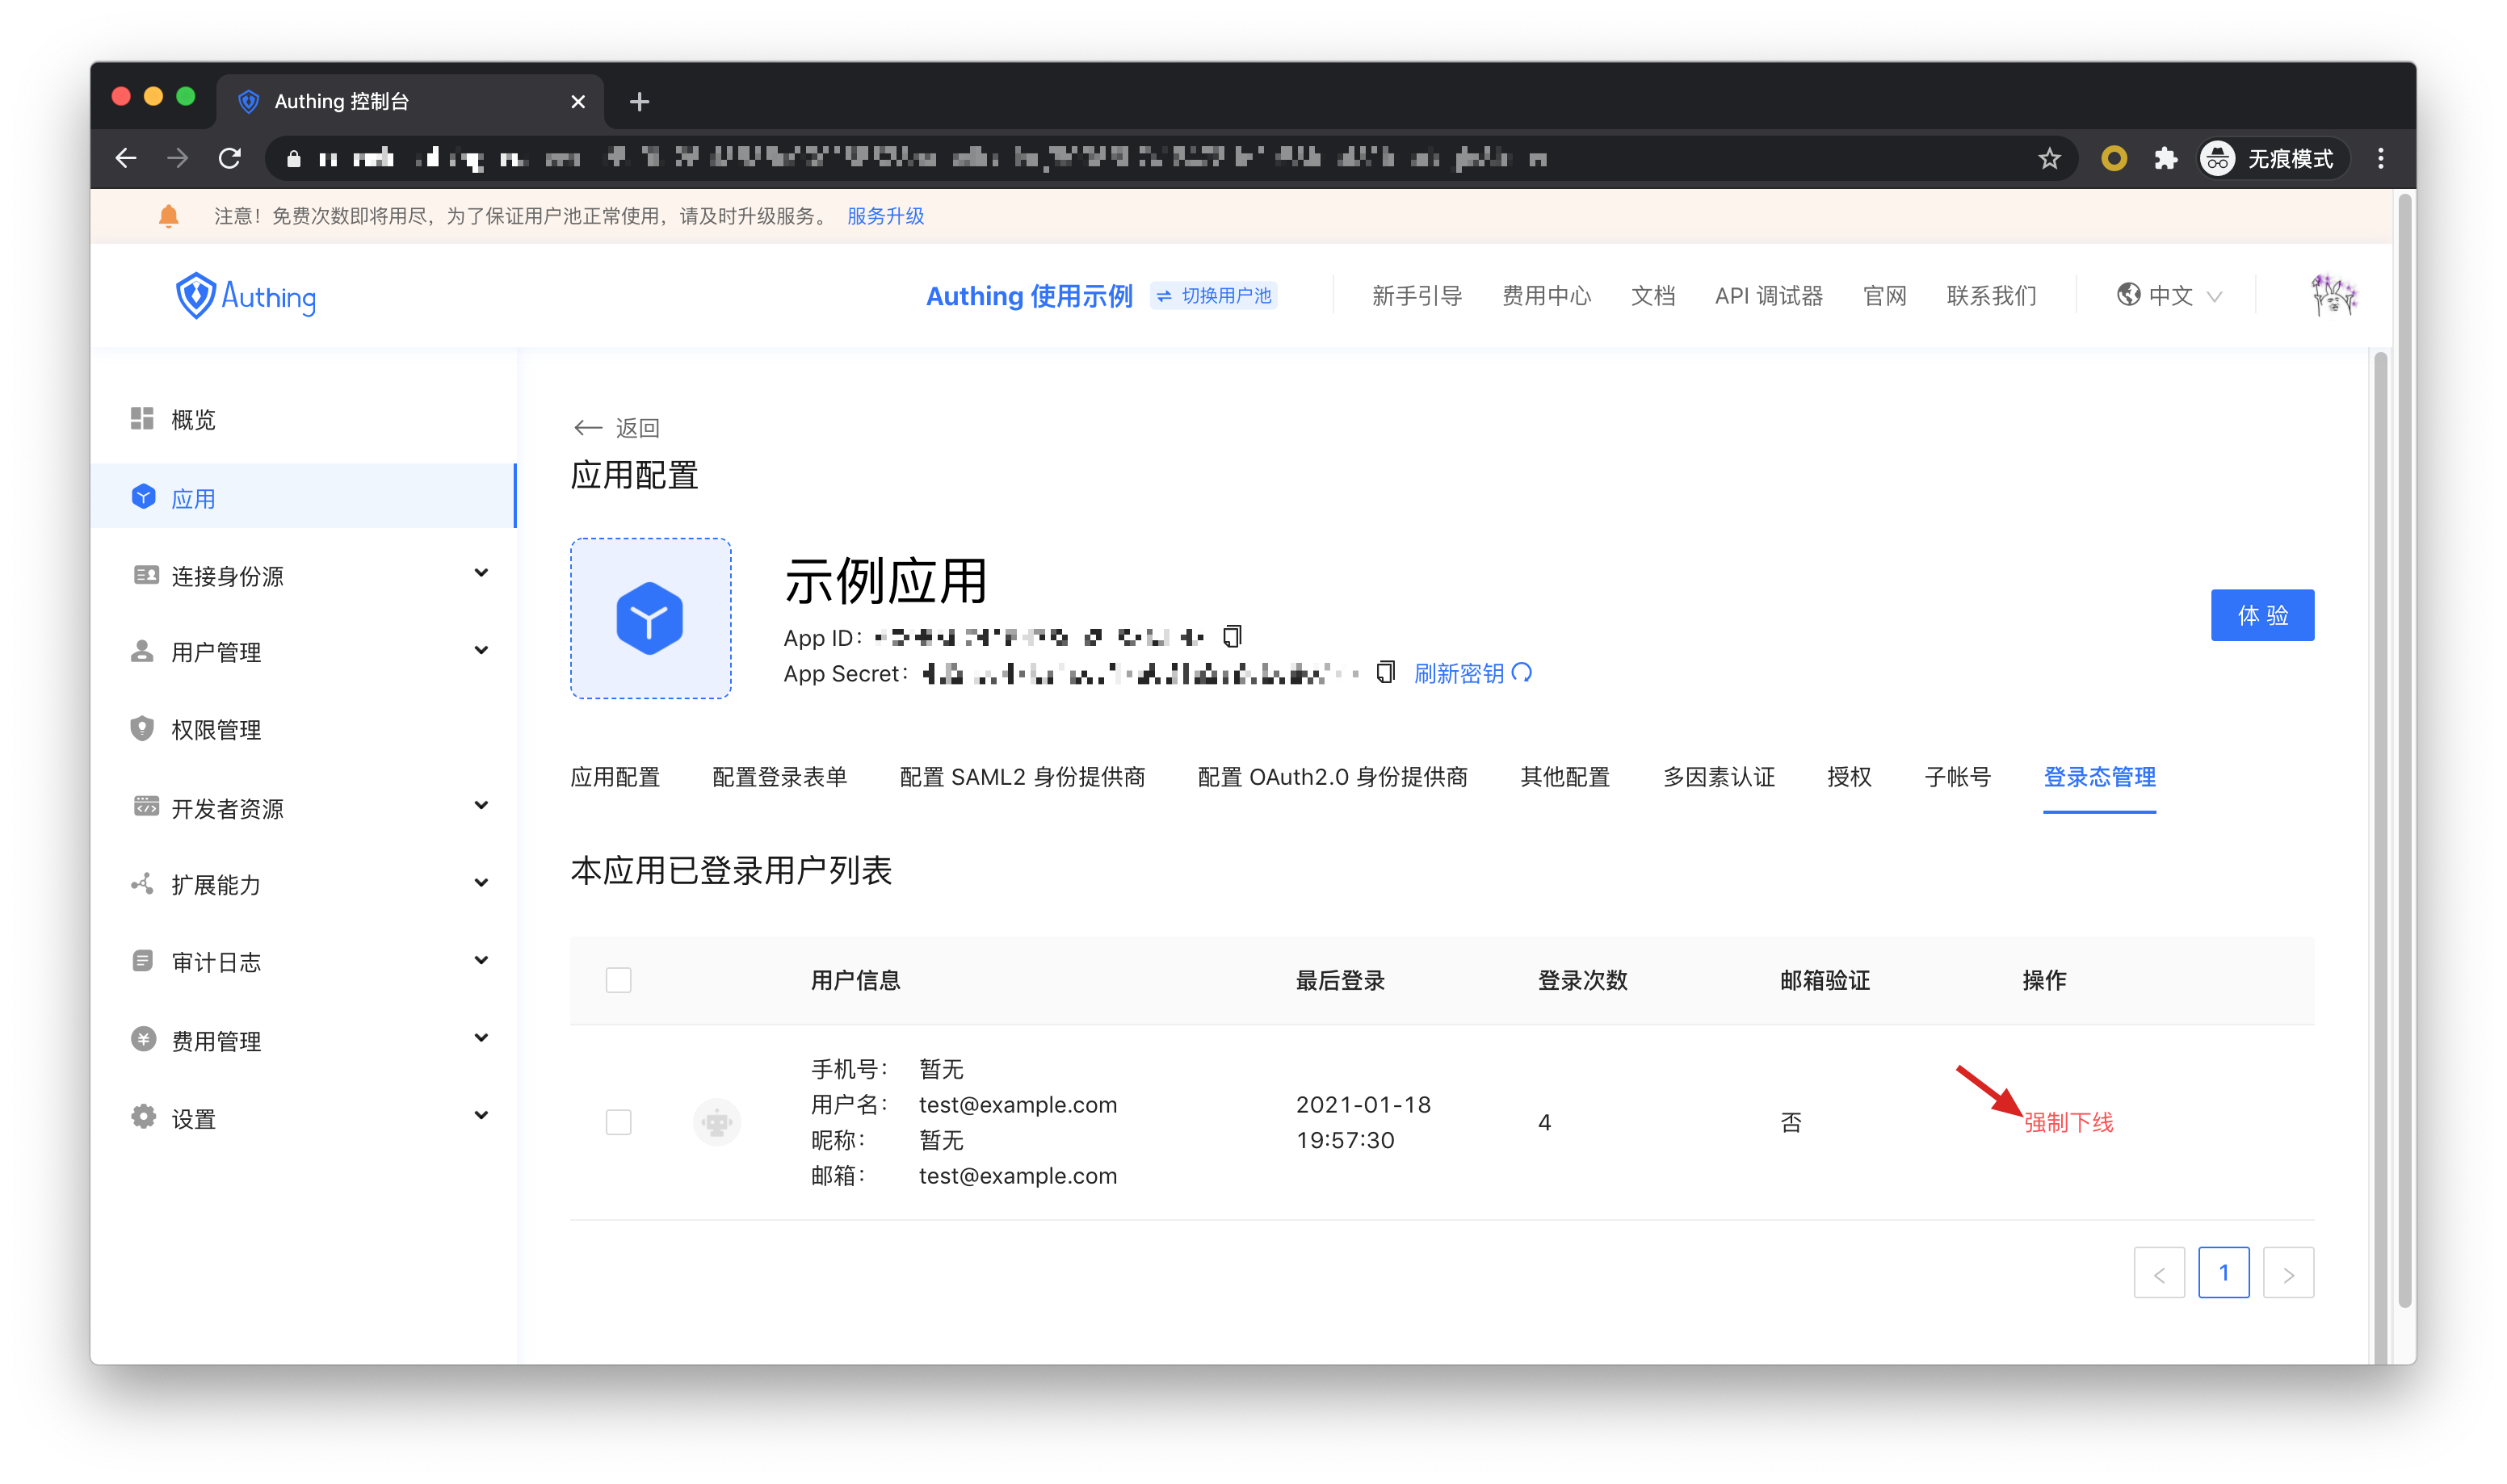 Authing 控制台
无痕模式
注意！免费次数即将用尽，为了保证用户池正常使用，请及时升级服务。 服务升级
Authing
Authing 使用示例 切换用户池 新手引导 费用中心 文档 API 调试器 官网 联系我们 中文
概览
应用
连接身份源
用户管理
权限管理
开发者资源
扩展能力
审计日志
费用管理
设置
返回
应用配置
示例应用
App ID：
App Secret： 刷新密钥
体 验
应用配置 配置登录表单 配置 SAML2 身份提供商 配置 OAuth2.0 身份提供商 其他配置 多因素认证 授权 子帐号 登录态管理
本应用已登录用户列表
用户信息 最后登录 登录次数 邮箱验证 操作
手机号： 暂无
用户名： test@example.com
昵称： 暂无
邮箱： test@example.com
2021-01-18
19:57:30
4
否
强制下线
< 1 >